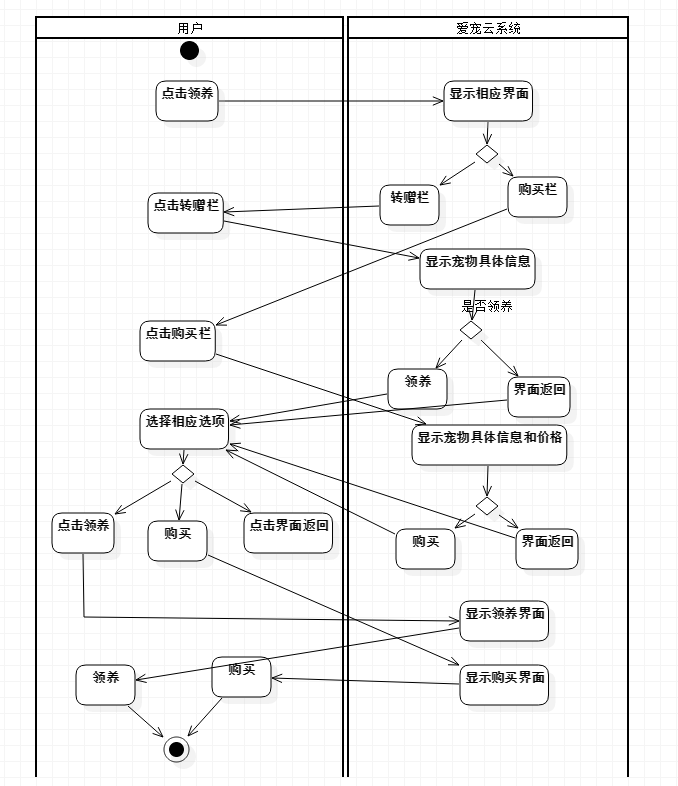 用户
爱宠云系统
点击领养
显示相应界面
转赠栏
购买栏
点击转赠栏
显示宠物具体信息
是否领养
点击购买栏
领养
界面返回
选择相应选项
显示宠物具体信息和价格
点击领养
购买
点击界面返回
购买
界面返回
显示领养界面
领养
购买
显示购买界面